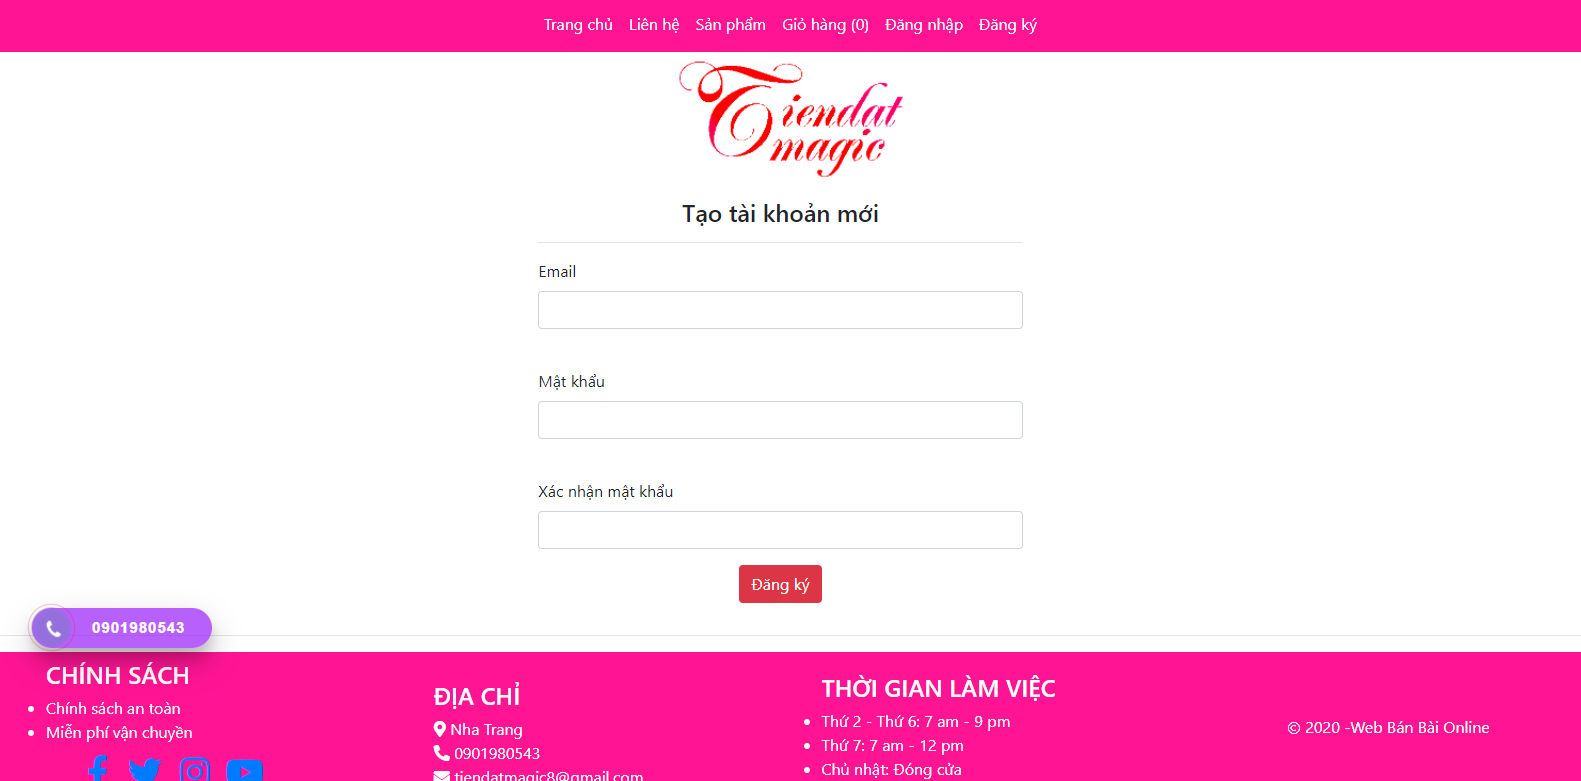 Trang chủ Liên hệ Sản phẩm Giỏ hàng (0) Đăng nhập Đăng ký
Tiendat
magic
Tạo tài khoản mới
Email
Mật khẩu
Xác nhận mật khẩu
Đăng ký
0901980543
CHÍNH SÁCH
Chính sách an toàn
Miễn phí vận chuyền
ĐỊA CHỈ
Nha Trang
0901980543
tiendatmagic8@gmail.com
THỜI GIAN LÀM VIỆC
Thứ 2 - Thứ 6: 7 am - 9 pm
Thứ 7: 7 am - 12 pm
Chủ nhật: Đóng cửa
© 2020 -Web Bán Bài Online